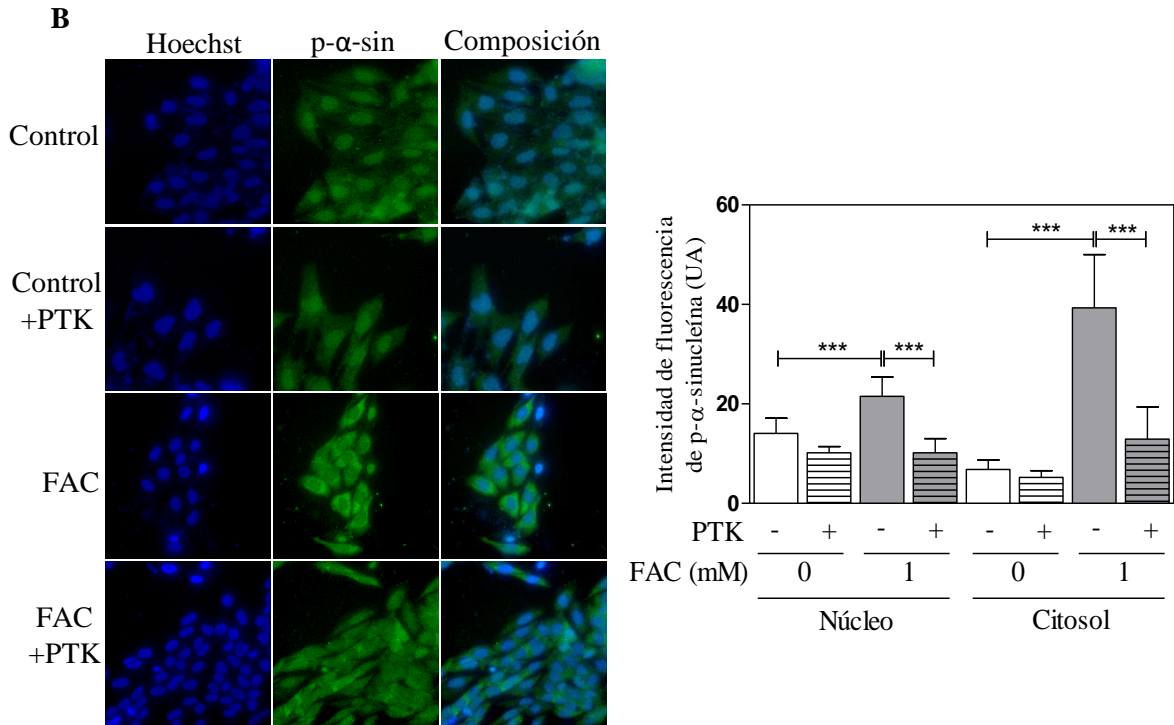 B
Hoechst p-α-sin Composición
Control
Control
+PTK
FAC
FAC
+PTK
Intensidad de fluorescencia
de p-α-sinucleína (UA)
60
40
20
0
*** ***
*** ***
PTK - + - + - + - +
FAC (mM) 0 1 0 1
Núcleo Citosol